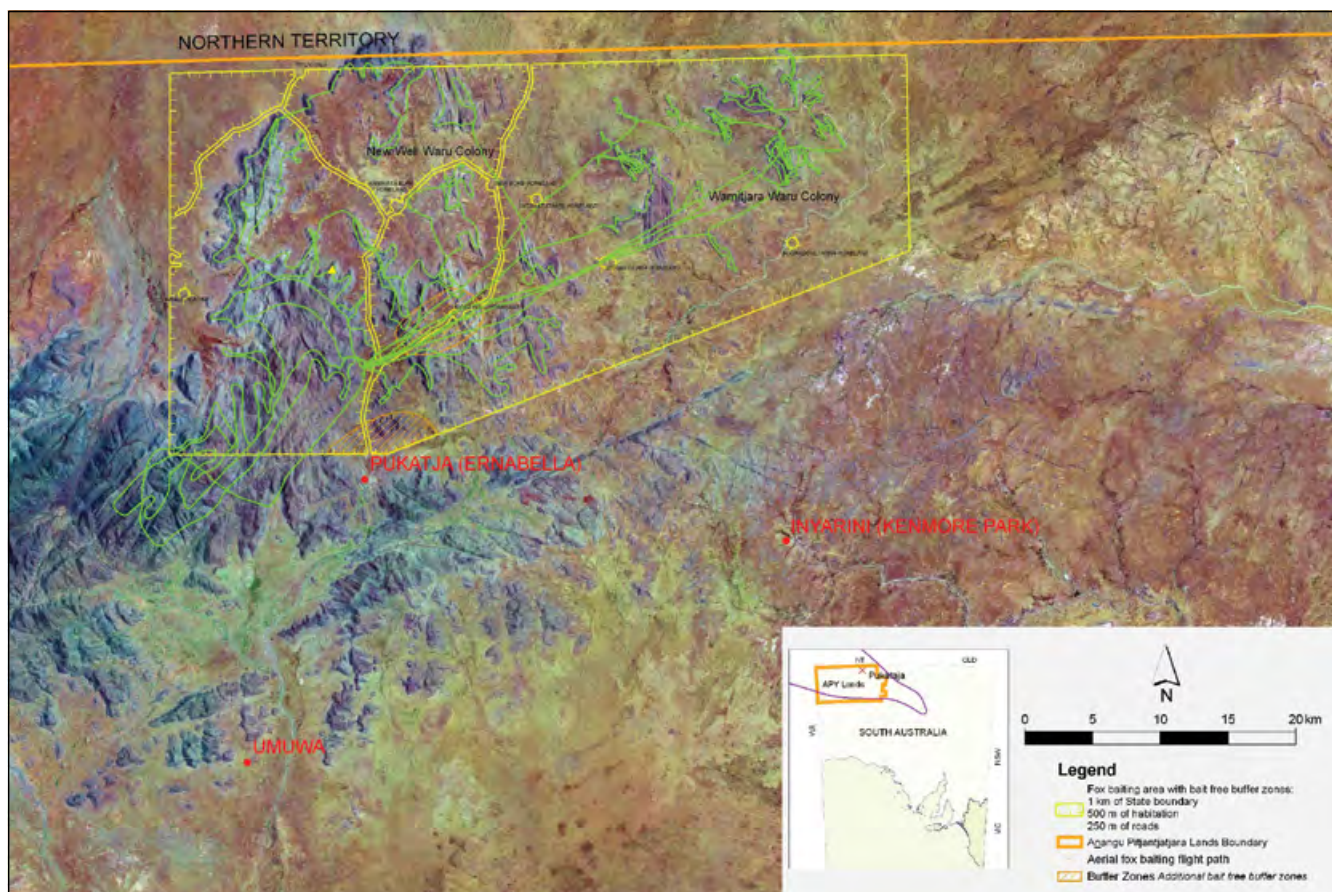 NORTHERN TERRITORY
New Well Waru Colony
Wamitjara Waru Colony
PUKATJA (ERNABELLA)
INYARINI (KENMORE PARK)
UMUWA
NT
QLD
Pukataja
APY Lands
WA
SOUTH AUSTRALIA
NSW
VIC
N
0 5 10 15 20 km
Legend
Fox baiting area with bait free buffer zones:
1 km of State boundary
500 m of habitation
250 m of roads
Anangu Pitjantjatjara Lands Boundary
Aerial fox baiting flight path
Buffer Zones Additional bait free buffer zones